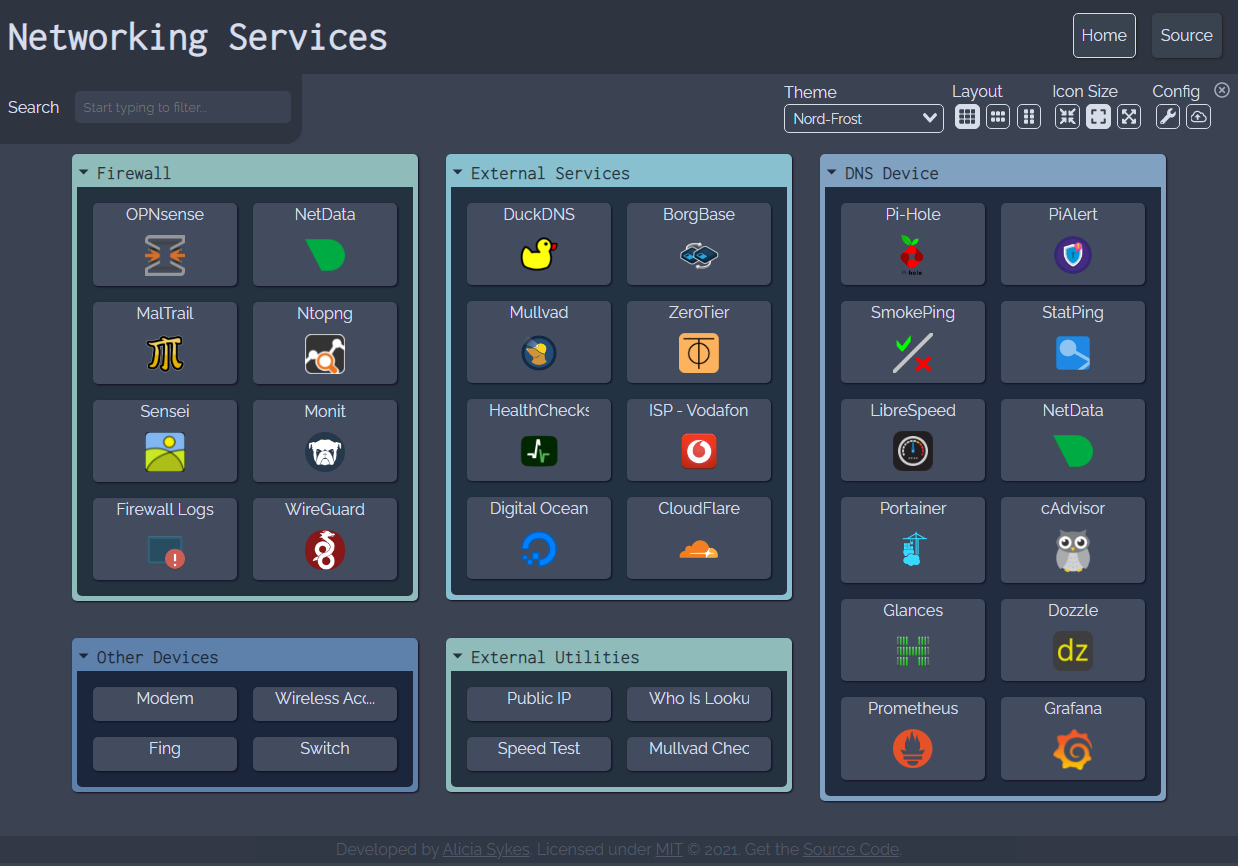 Networking Services
Home
Source
Search
Start typing to filter...
Theme
Nord-Frost
Layout
Icon Size
Config
Firewall
OPNsense
NetData
MalTrail
Ntopng
Sensei
Monit
Firewall Logs
WireGuard
External Services
DuckDNS
BorgBase
Mullvad
ZeroTier
HealthChecks
ISP - Vodafon
Digital Ocean
CloudFlare
DNS Device
Pi-Hole
PiAlert
SmokePing
StatPing
LibreSpeed
NetData
Portainer
cAdvisor
Glances
Dozzle
dz
Prometheus
Grafana
Other Devices
Modem
Wireless Acc...
Fing
Switch
External Utilities
Public IP
Who Is Looku
Speed Test
Mullvad Chec
Developed by Alicia Sykes. Licensed under MIT © 2021. Get the Source Code.